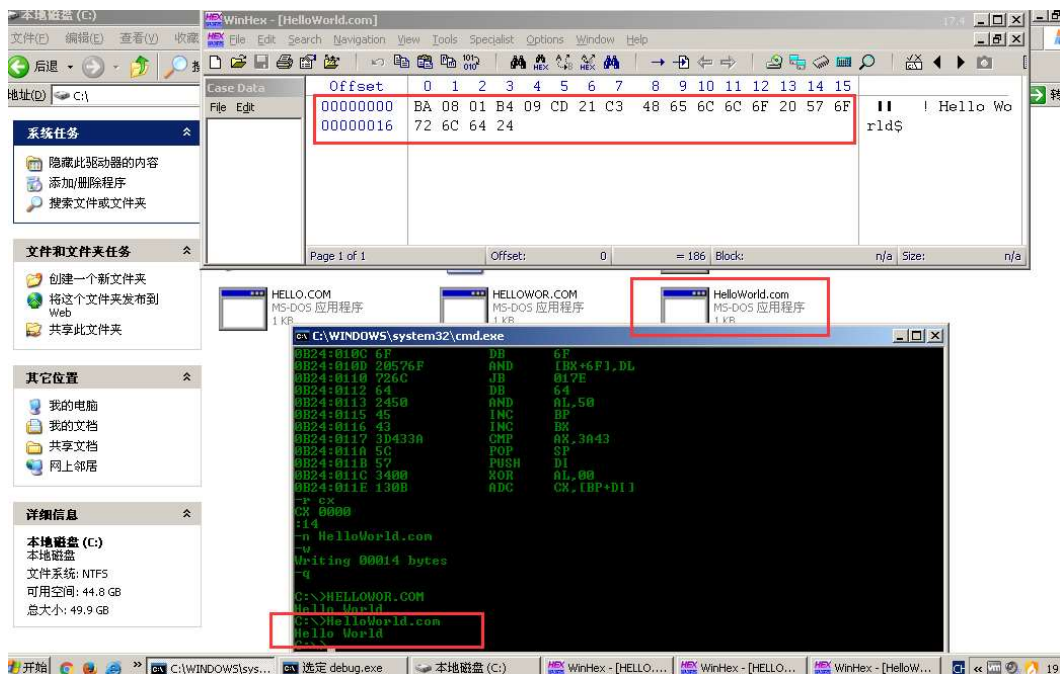 本地磁盘 (C:)
文件(F) 编辑(E) 查看(V) 收藏
后退
地址(D) C:\
系统任务
隐藏此驱动器的内容
添加/删除程序
搜索文件或文件夹
文件和文件夹任务
创建一个新文件夹
将这个文件夹发布到
Web
共享此文件夹
其它位置
我的电脑
我的文档
共享文档
网上邻居
详细信息
本地磁盘 (C:)
本地磁盘
文件系统: NTFS
可用空间: 44.8 GB
总大小: 49.9 GB
WinHex - [HelloWorld.com]
17.4
File Edit Search Navigation View Tools Specialist Options Window Help
Case Data
File Edit
Offset 0 1 2 3 4 5 6 7 8 9 10 11 12 13 14 15
00000000 BA 08 01 B4 09 CD 21 C3 48 65 6C 6C 6F 20 57 6F ! Hello Wo
00000016 72 6C 64 24 rld$
Page 1 of 1 Offset: 0 = 186 Block: n/a Size: n/a
转
HELLO.COM
MS-DOS 应用程序
1 KB
HELLOWOR.COM
MS-DOS 应用程序
1 KB
HelloWorld.com
MS-DOS 应用程序
1 KB
C:\WINDOWS\system32\cmd.exe
0B24:010C 6F DB 6F
0B24:010D 20576F AND [BX+6F],DL
0B24:0110 726C JB 017E
0B24:0112 64 DB 64
0B24:0113 2450 AND AL,50
0B24:0115 45 INC BP
0B24:0116 43 INC BX
0B24:0117 3D433A CMP AX,3A43
0B24:011A 5C POP SP
0B24:011B 57 PUSH DI
0B24:011C 3400 XOR AL,00
0B24:011E 130B ADC CX,[BP+DI]
-r cx
CX 0000
:14
-n HelloWorld.com
-w
Writing 00014 bytes
-q
C:\>HELLOWOR.COM
Hello World
C:\>HelloWorld.com
Hello World
C:\>
开始 » C:\WINDOWS\sys... 选定 debug.exe 本地磁盘 (C:) WinHex - [HELLO.... WinHex - [HELLO... WinHex - [HelloW... CH « 19